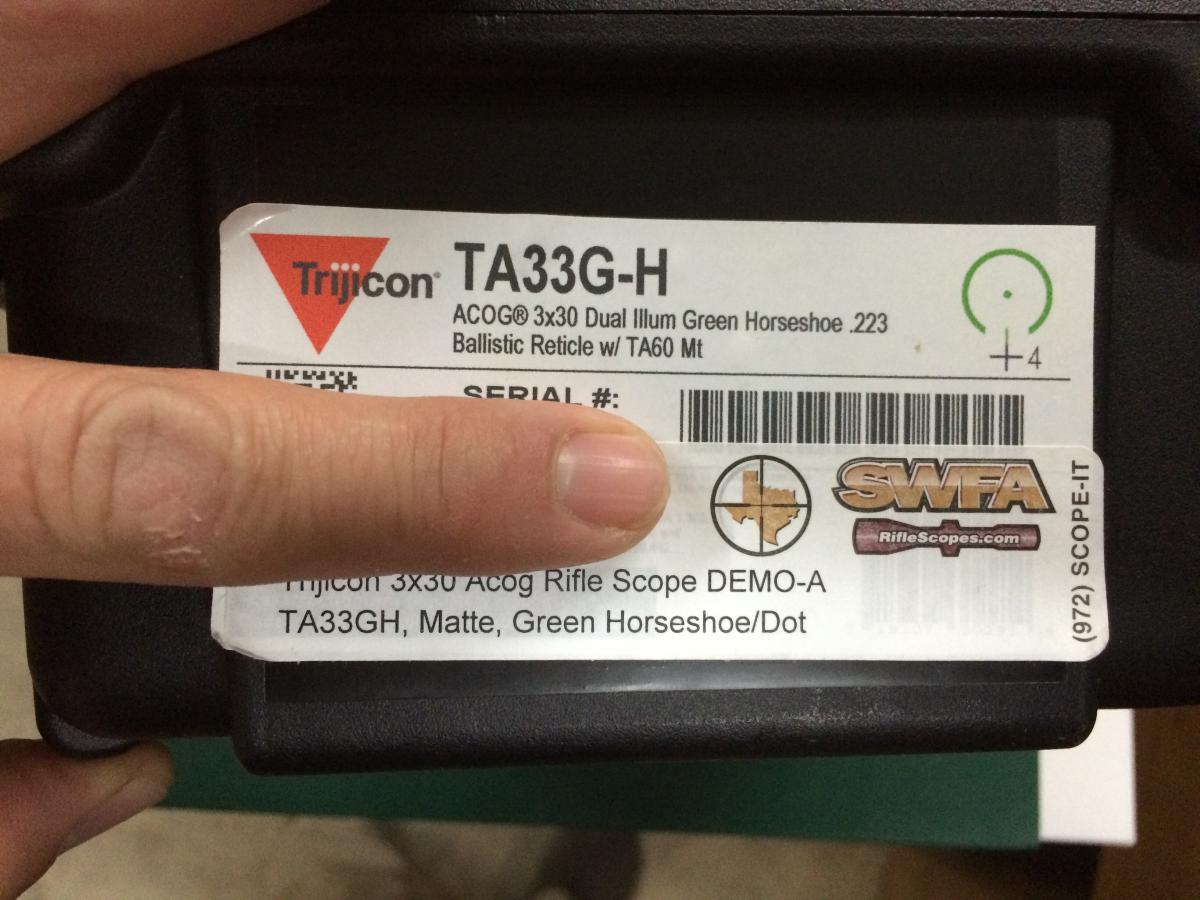 Trijicon®
TA33G-H
ACOG® 3x30 Dual Illum Green Horseshoe .223
Ballistic Reticle w/ TA60 Mt
4
SERIAL #:
SWFA
RifleScopes.com
(972) SCOPE-IT
Trijicon 3x30 Acog Rifle Scope DEMO-A
TA33GH, Matte, Green Horseshoe/Dot